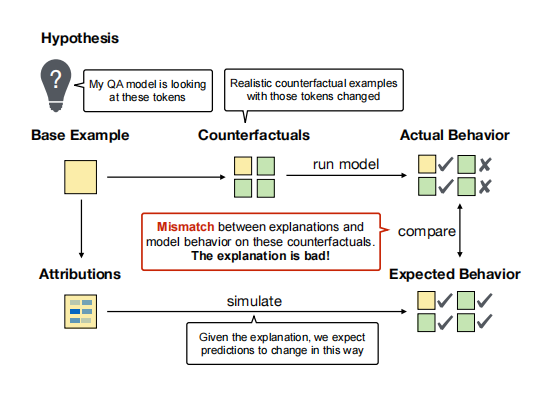 Hypothesis
?
My QA model is looking
at these tokens
Realistic counterfactual examples
with those tokens changed
Base Example
Counterfactuals
Actual Behavior
run model
Mismatch between explanations and
model behavior on these counterfactuals.
The explanation is bad!
compare
Attributions
Expected Behavior
simulate
Given the explanation, we expect
predictions to change in this way